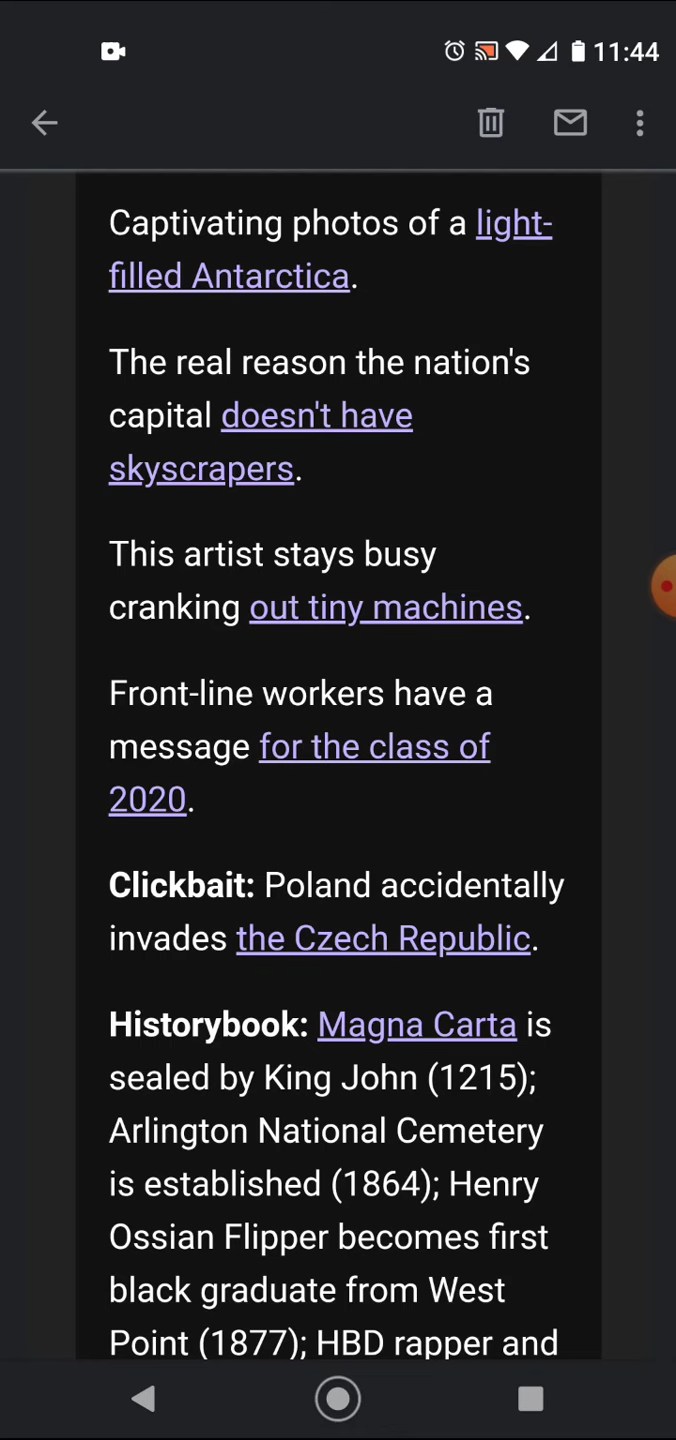 11:44
Captivating photos of a light-
filled Antarctica.
The real reason the nation's
capital doesn't have
skyscrapers.
This artist stays busy
cranking out tiny machines.
Front-line workers have a
message for the class of
2020.
Clickbait: Poland accidentally
invades the Czech Republic.
Historybook: Magna Carta is
sealed by King John (1215);
Arlington National Cemetery
is established (1864); Henry
Ossian Flipper becomes first
black graduate from West
Point (1877); HBD rapper and